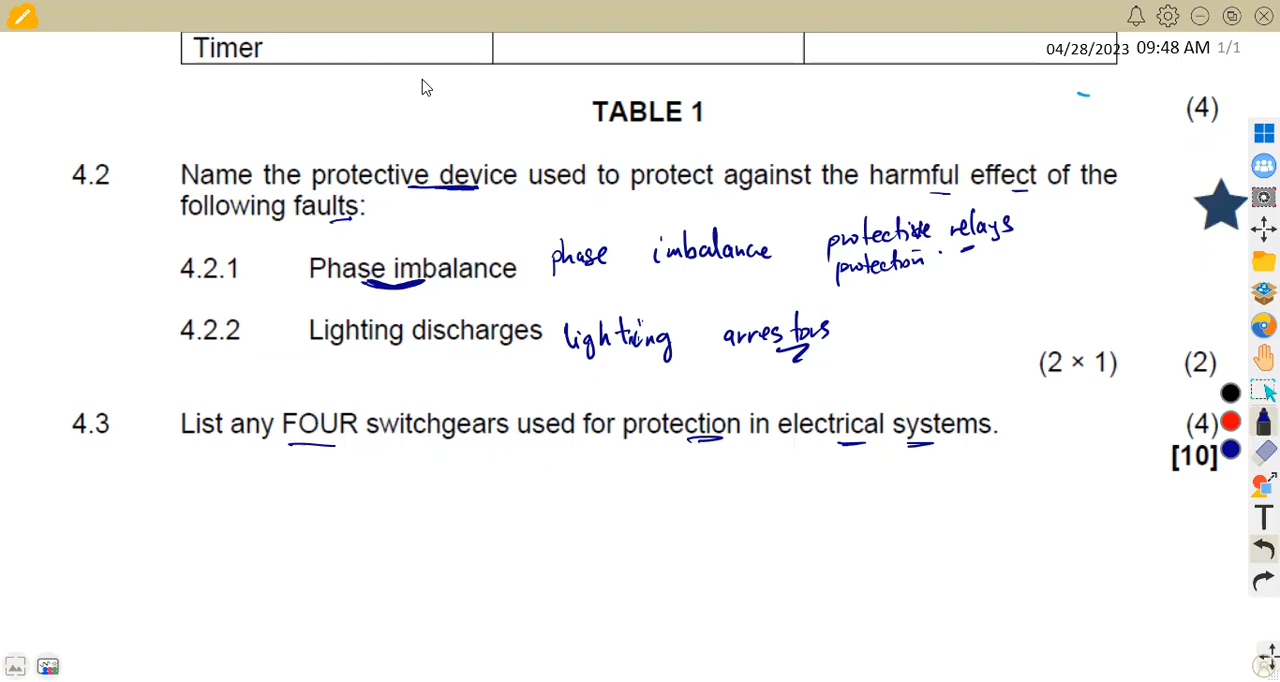 Timer
04/28/2023 09:48 AM 1/1
TABLE 1 (4)
4.2 Name the protective device used to protect against the harmful effect of the
following faults:
4.2.1 Phase imbalance phase imbalance protective relays
protection
4.2.2 Lighting discharges lightning arrestors
(2 × 1) (2)
4.3 List any FOUR switchgears used for protection in electrical systems. (4)
[10]
T